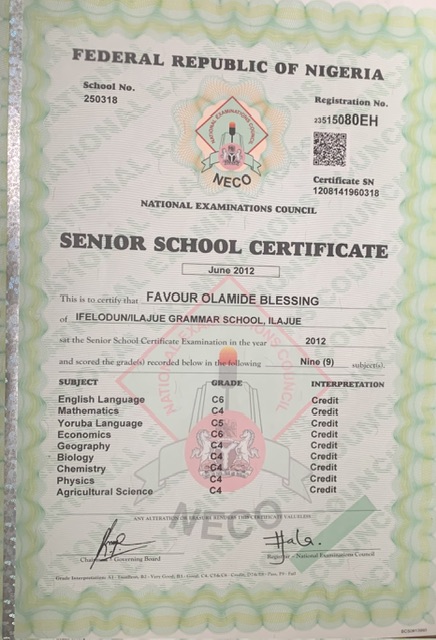 FEDERAL REPUBLIC OF NIGERIA
School No.
250318
Registration No.
23515080EH
NATIONAL EXAMINATIONS COUNCIL
NECO
Certificate SN
1208141960318
NATIONAL EXAMINATIONS COUNCIL
SENIOR SCHOOL CERTIFICATE
June 2012
This is to certify that FAVOUR OLAMIDE BLESSING
of IFELODUN/ILAJUE GRAMMAR SCHOOL, ILAJUE
sat the Senior School Certificate Examination in the year 2012
and scored the grade(s) recorded below in the following Nine (9) subject(s).
SUBJECT GRADE INTERPRETATION
English Language C6 Credit
Mathematics C4 Credit
Yoruba Language C5 Credit
Economics C6 Credit
Geography C4 Credit
Biology C4 Credit
Chemistry C4 Credit
Physics C4 Credit
Agricultural Science C4 Credit
NECO
ANY ALTERATION OR ERASURE RENDERS THIS CERTIFICATE VALUELESS
Chairman - Governing Board
Registrar - National Examinations Council